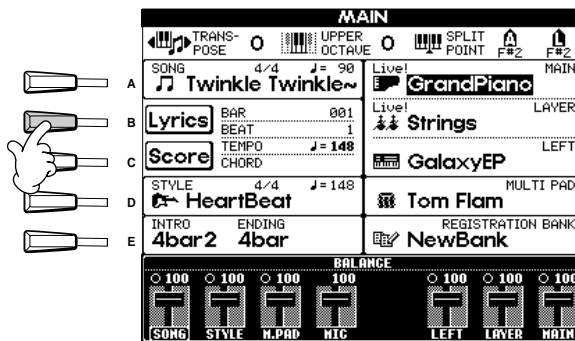 MAIN
TRANS-POSE 0 UPPER OCTAVE 0 SPLIT POINT A F#2 L F#2
A
SONG 4/4 ♩= 90
Twinkle Twinkle~
Live! MAIN
GrandPiano
B
Lyrics
BAR 001
BEAT 1
Live! LAYER
Strings
C
Score
TEMPO ♩=148
CHORD
LEFT
GalaxyEP
D
STYLE 4/4 ♩=148
HeartBeat
MULTI PAD
Tom Flam
E
INTRO ENDING
4bar2 4bar
REGISTRATION BANK
NewBank
BALANCE
100 100 100 100 100 100 100
SONG STYLE M.PAD MIC LEFT LAYER MAIN